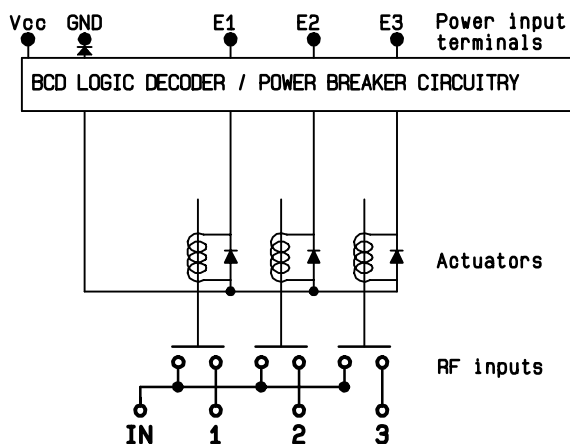 Vcc GND E1 E2 E3 Power input
terminals
BCD LOGIC DECODER / POWER BREAKER CIRCUITRY
Actuators
RF inputs
IN 1 2 3